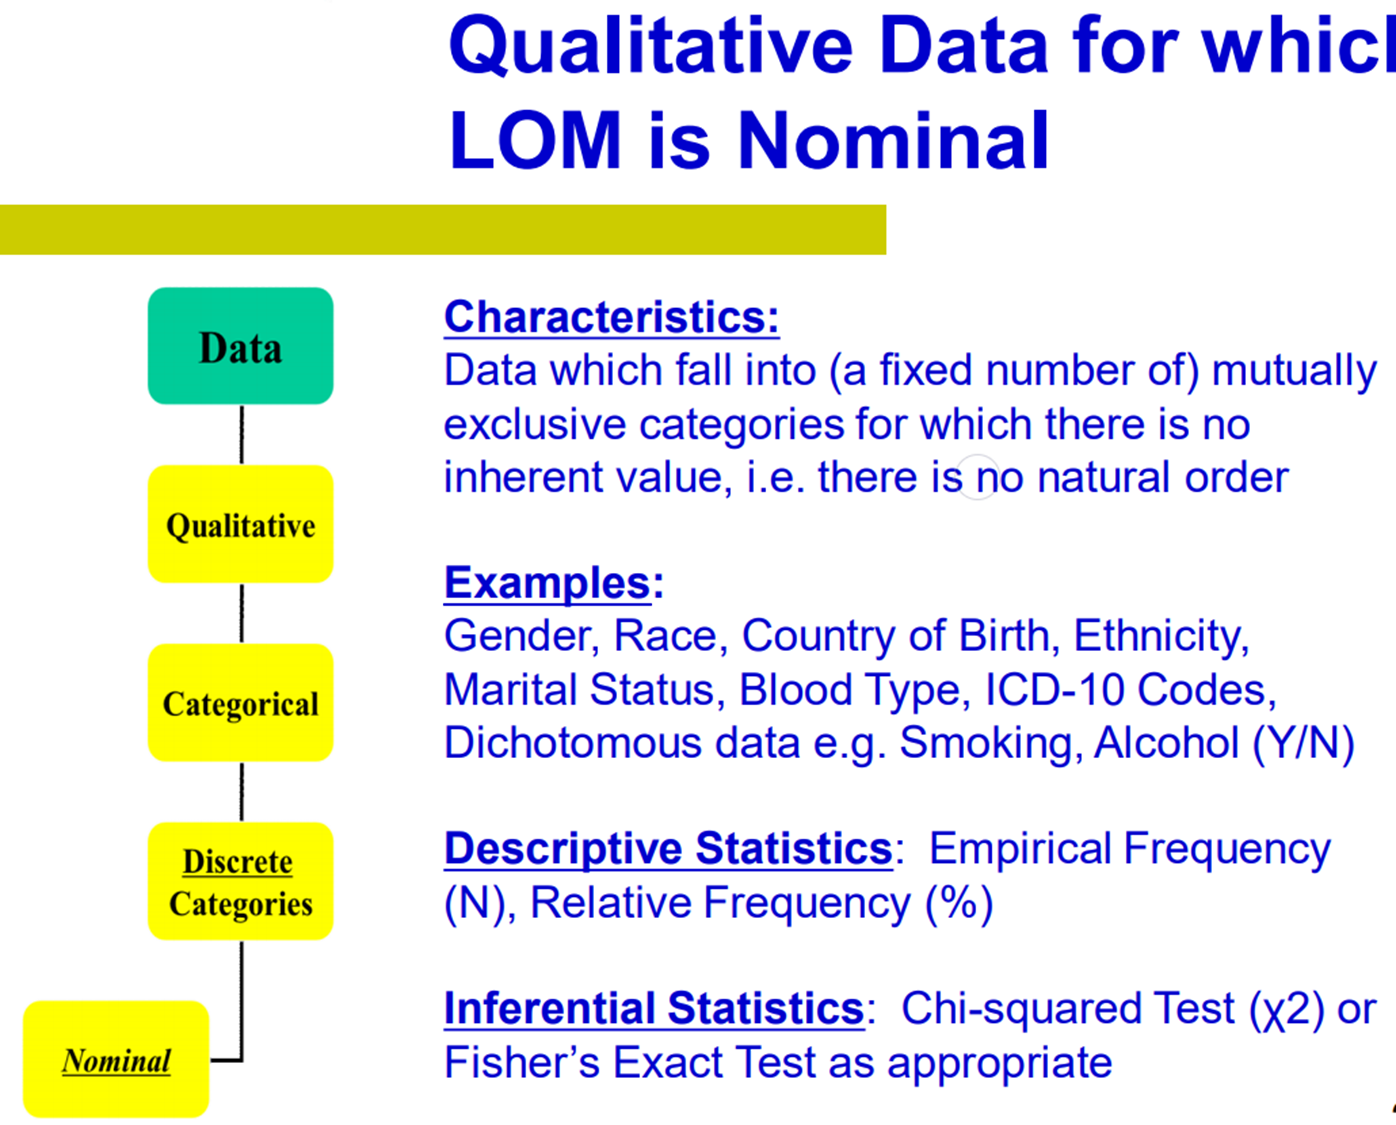 Qualitative Data for which
LOM is Nominal
Data
Qualitative
Categorical
Discrete
Categories
Nominal
Characteristics:
Data which fall into (a fixed number of) mutually
exclusive categories for which there is no
inherent value, i.e. there is no natural order
Examples:
Gender, Race, Country of Birth, Ethnicity,
Marital Status, Blood Type, ICD-10 Codes,
Dichotomous data e.g. Smoking, Alcohol (Y/N)
Descriptive Statistics: Empirical Frequency
(N), Relative Frequency (%)
Inferential Statistics: Chi-squared Test (χ2) or
Fisher’s Exact Test as appropriate